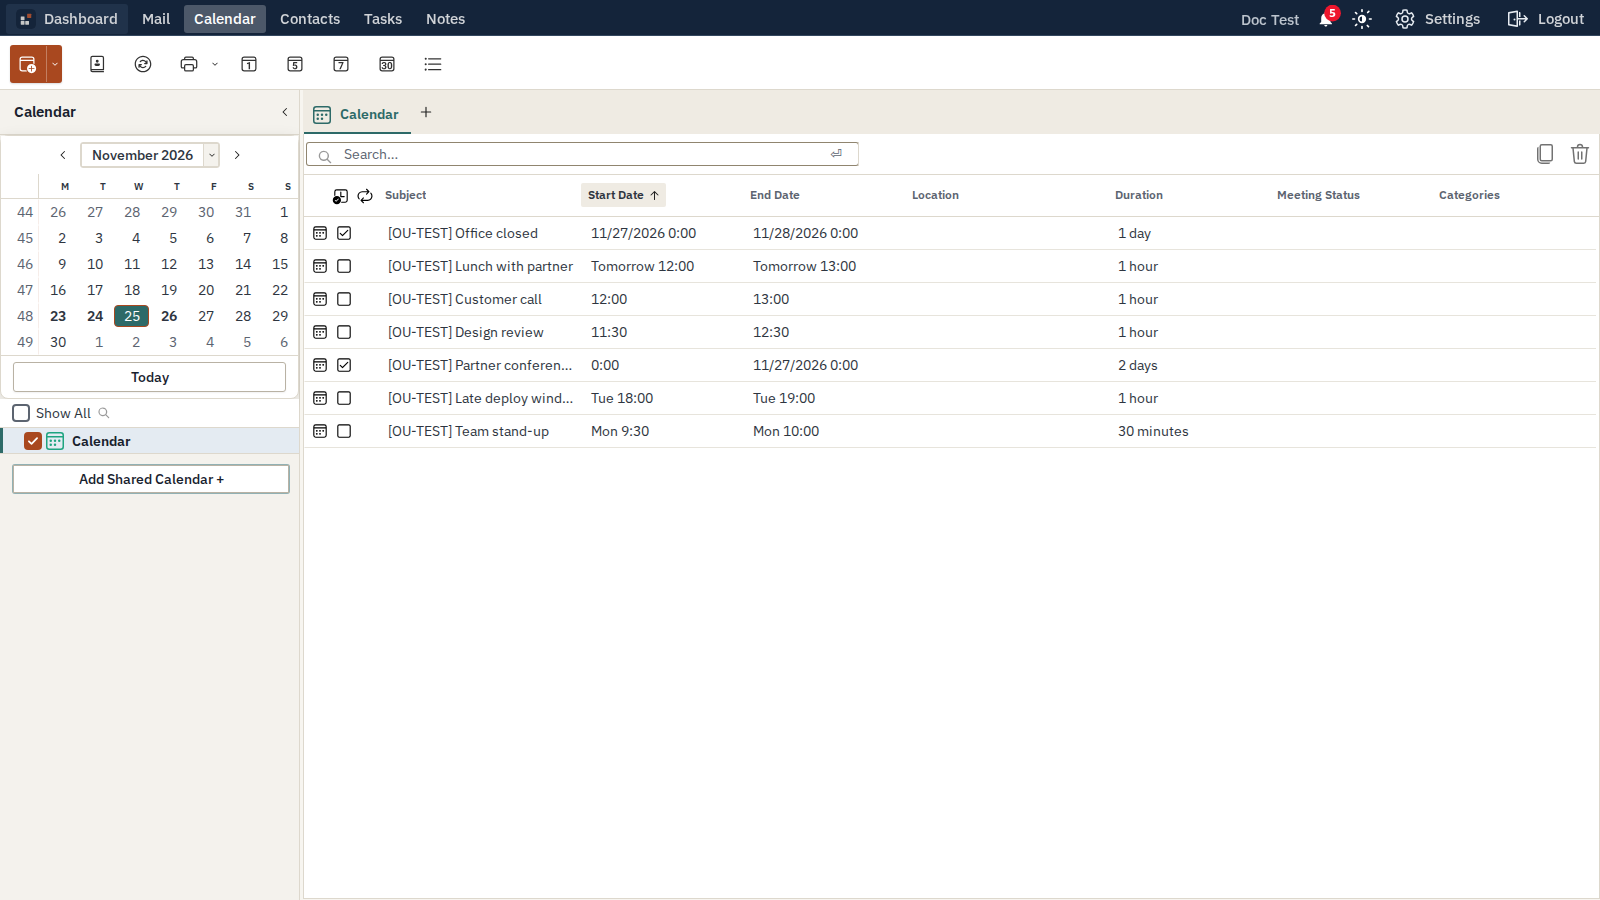 Dashboard Mail Calendar Contacts Tasks Notes Doc Test 5 Settings Logout
1 5 7 30
Calendar
November 2026
M T W T F S S
44 26 27 28 29 30 31 1
45 2 3 4 5 6 7 8
46 9 10 11 12 13 14 15
47 16 17 18 19 20 21 22
48 23 24 25 26 27 28 29
49 30 1 2 3 4 5 6
Today
Show All
Calendar
Add Shared Calendar +
Calendar +
Search...
Subject Start Date End Date Location Duration Meeting Status Categories
[OU-TEST] Office closed 11/27/2026 0:00 11/28/2026 0:00 1 day
[OU-TEST] Lunch with partner Tomorrow 12:00 Tomorrow 13:00 1 hour
[OU-TEST] Customer call 12:00 13:00 1 hour
[OU-TEST] Design review 11:30 12:30 1 hour
[OU-TEST] Partner conferen... 0:00 11/27/2026 0:00 2 days
[OU-TEST] Late deploy wind... Tue 18:00 Tue 19:00 1 hour
[OU-TEST] Team stand-up Mon 9:30 Mon 10:00 30 minutes